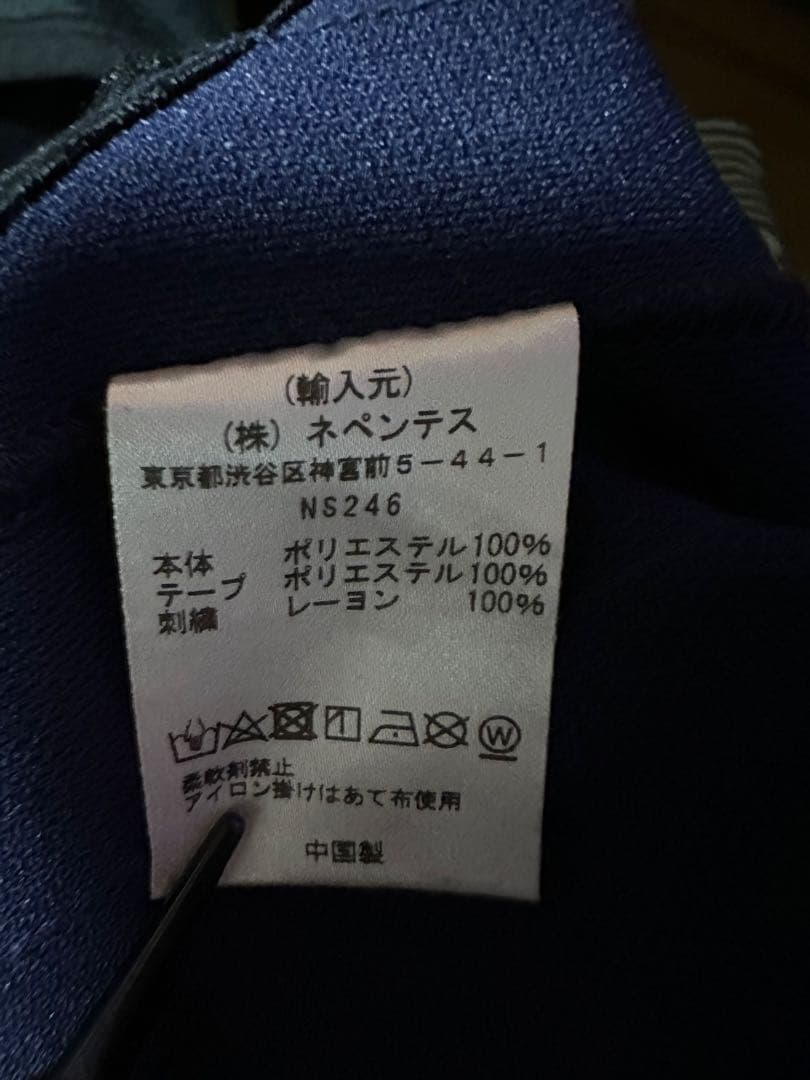 (輸入元)
(株) ネペンテス
東京都渋谷区神宮前5-44-1
NS246
本体 ポリエステル100%
テープ ポリエステル100%
刺繍 レーヨン 100%
W
柔軟剤禁止
アイロン掛けはあて布使用
中国製